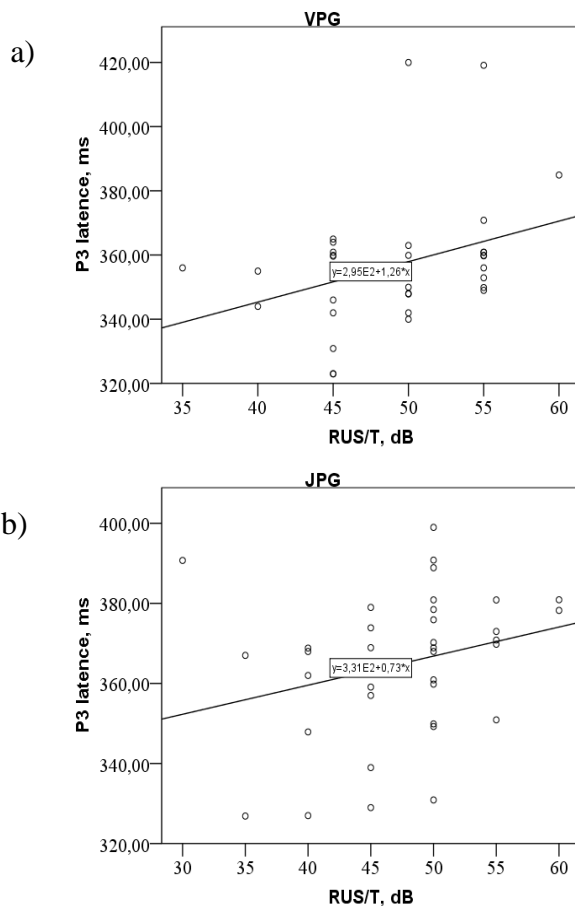 a)
VPG
P3 latence, ms
420,00
400,00
380,00
360,00
340,00
320,00
y=2,95E2+1,26*x
35 40 45 50 55 60
RUS/T, dB
b)
JPG
P3 latence, ms
400,00
380,00
360,00
340,00
320,00
y=3,31E2+0,73*x
30 35 40 45 50 55 60
RUS/T, dB